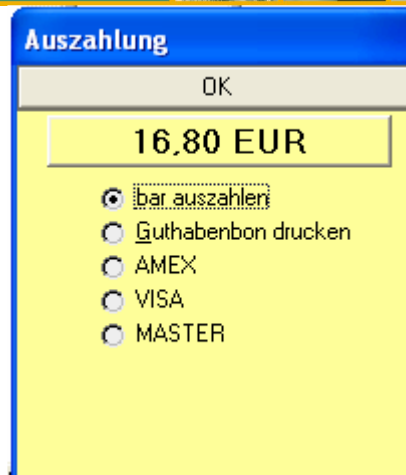 Auszahlung
OK
16,80 EUR
bar auszahlen
Guthabenbon drucken
AMEX
VISA
MASTER